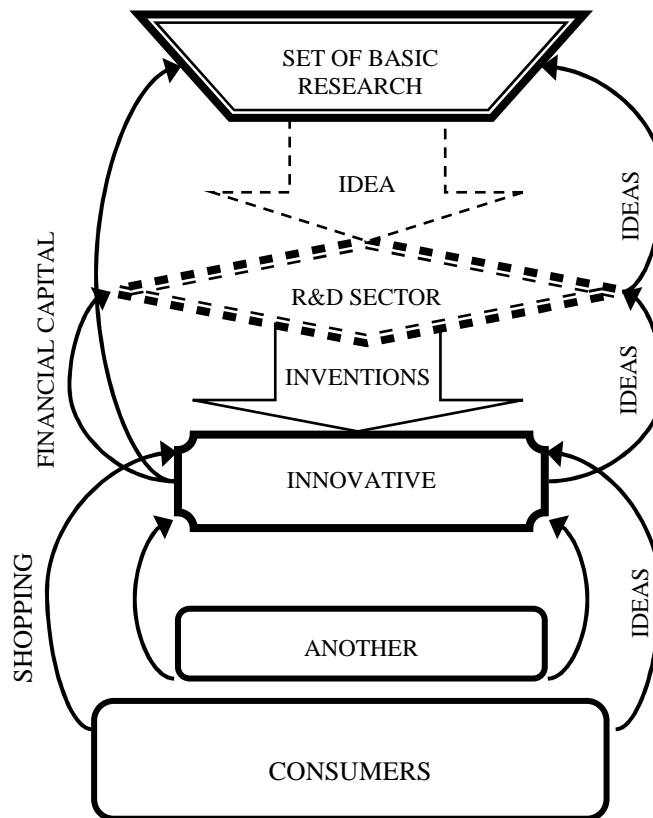 SET OF BASIC
RESEARCH
IDEA
IDEAS
FINANCIAL CAPITAL
R&D SECTOR
INVENTIONS
IDEAS
INNOVATIVE
SHOPPING
IDEAS
ANOTHER
CONSUMERS